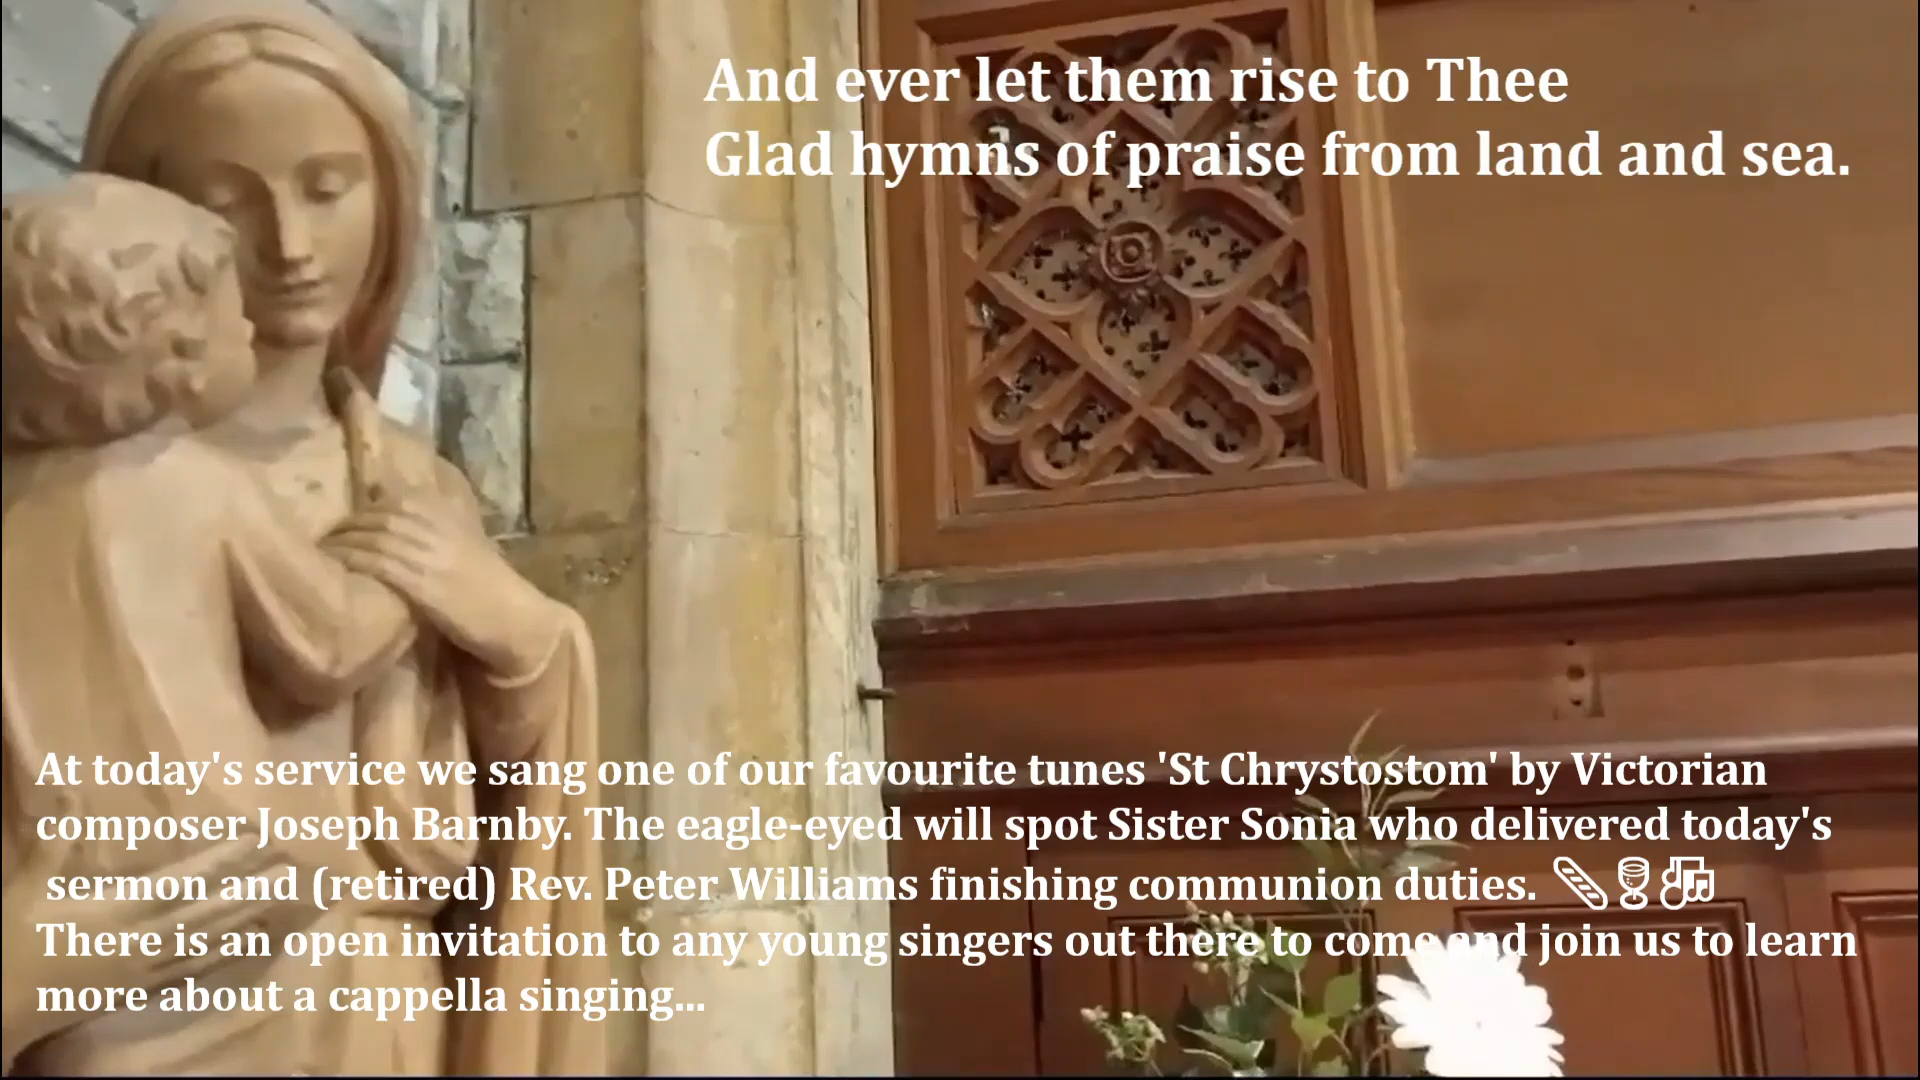 And ever let them rise to Thee
Glad hymns of praise from land and sea.
At today's service we sang one of our favourite tunes 'St Chrystostom' by Victorian
composer Joseph Barnby. The eagle-eyed will spot Sister Sonia who delivered today's
sermon and (retired) Rev. Peter Williams finishing communion duties. 🥖🍷🎶
There is an open invitation to any young singers out there to come and join us to learn
more about a cappella singing...